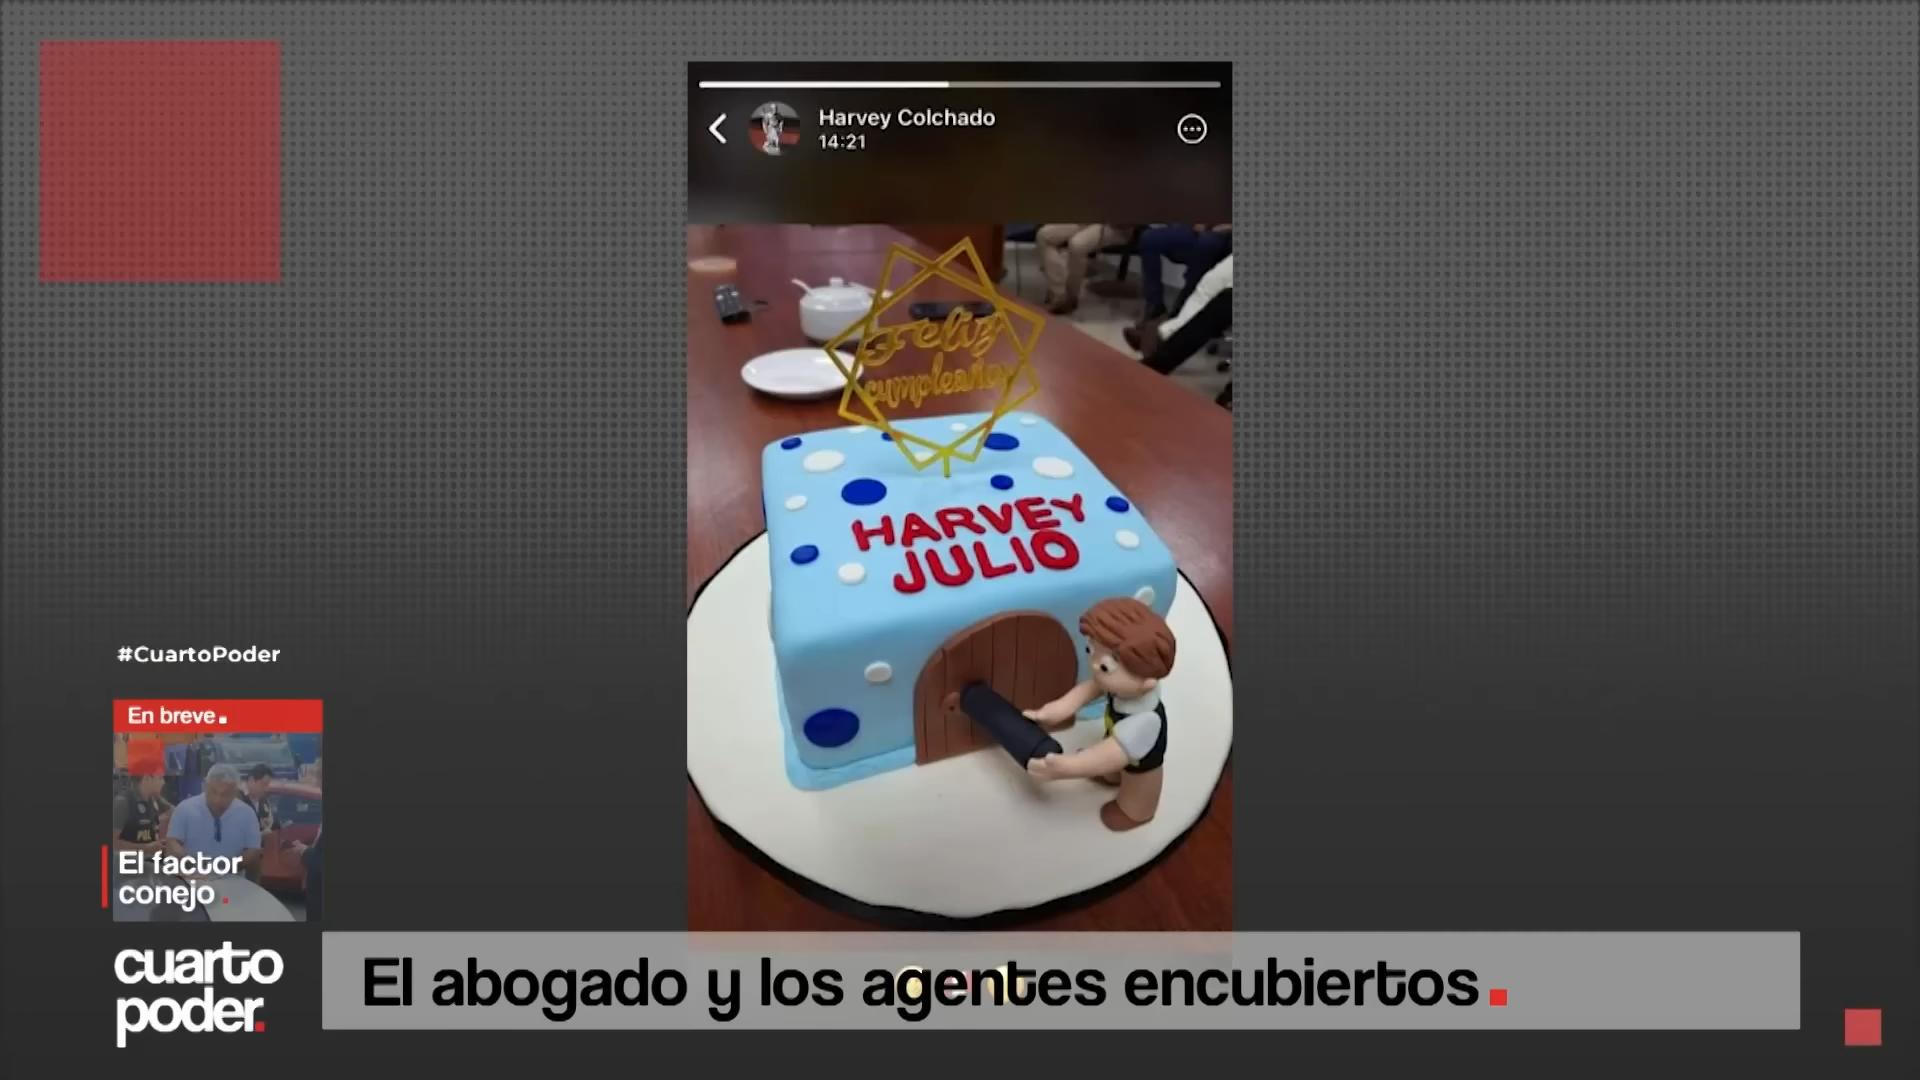 Harvey Colchado
14:21
Feliz
cumpleaños
HARVEY
JULIO
#CuartoPoder
En breve.
POL
El factor
conejo.
cuarto
poder.
El abogado y los agentes encubiertos.